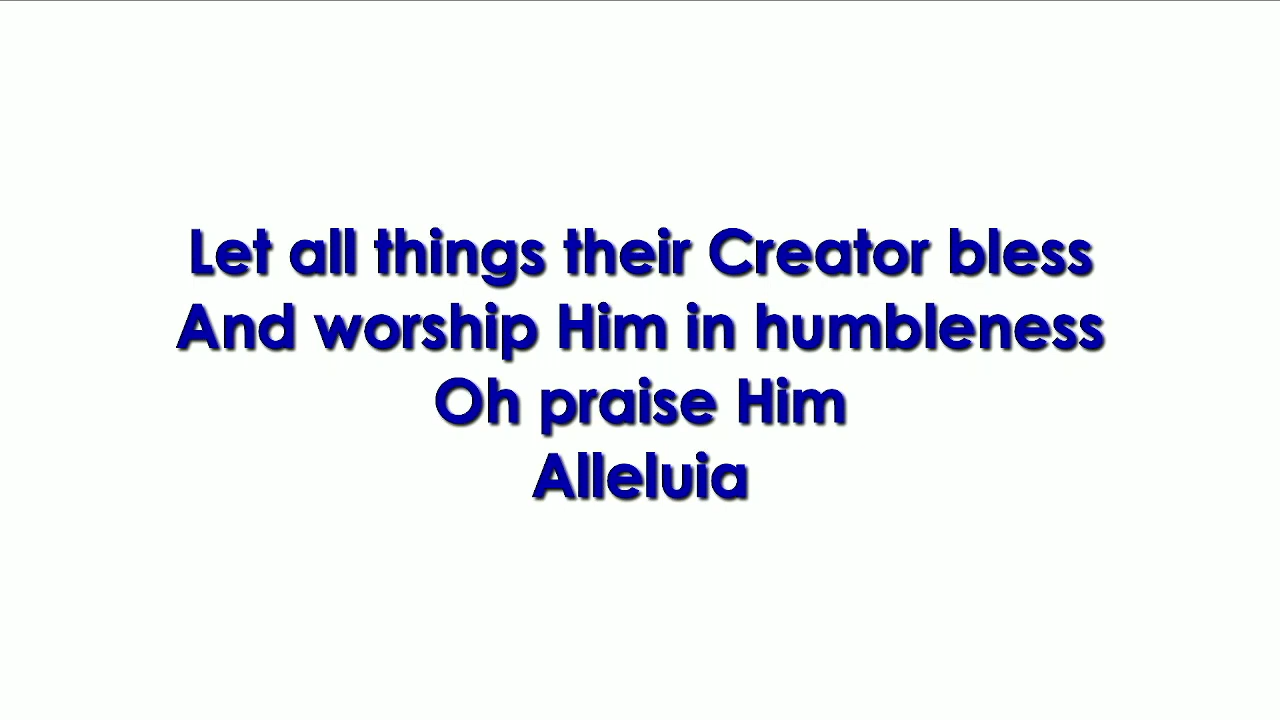 Let all things their Creator bless
And worship Him in humbleness
Oh praise Him
Alleluia